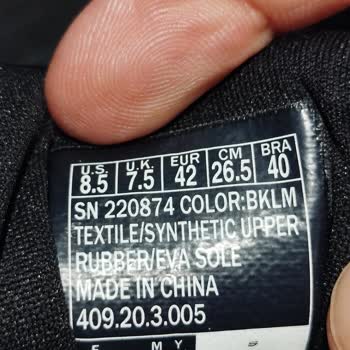 U.S. U.K. EUR CM BRA
8.5 7.5 42 26.5 40
SN 220874 COLOR:BKLM
TEXTILE/SYNTHETIC UPPER
RUBBER/EVA SOLE
MADE IN CHINA
409.20.3.005
M Y